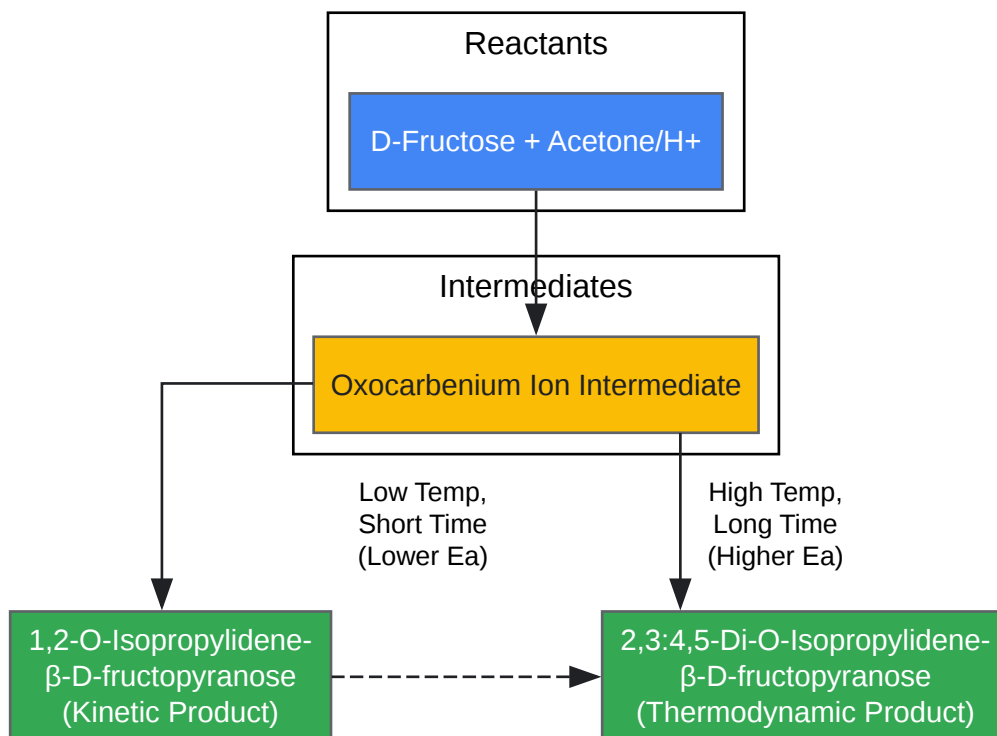 Reactants
D-Fructose + Acetone/H+
Intermediates
Oxocarbenium Ion Intermediate
Low Temp,
Short Time
(Lower Ea)
High Temp,
Long Time
(Higher Ea)
1,2-O-Isopropylidene-
β-D-fructopyranose
(Kinetic Product)
2,3:4,5-Di-O-Isopropylidene-
β-D-fructopyranose
(Thermodynamic Product)